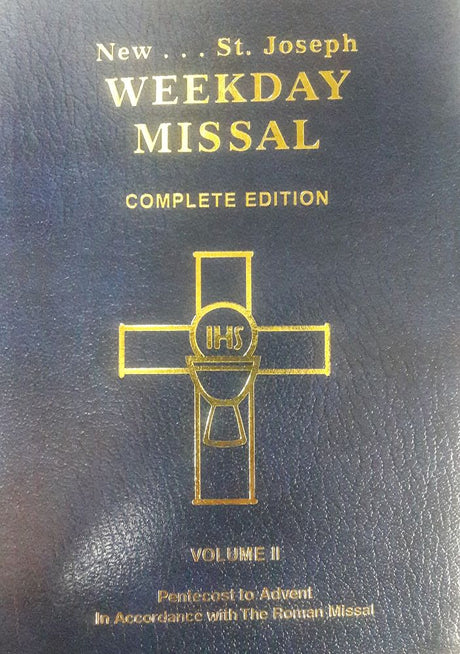 New . . . St. Joseph
WEEKDAY
MISSAL
COMPLETE EDITION
IHS
VOLUME II
Pentecost to Advent
In Accordance with The Roman Missal